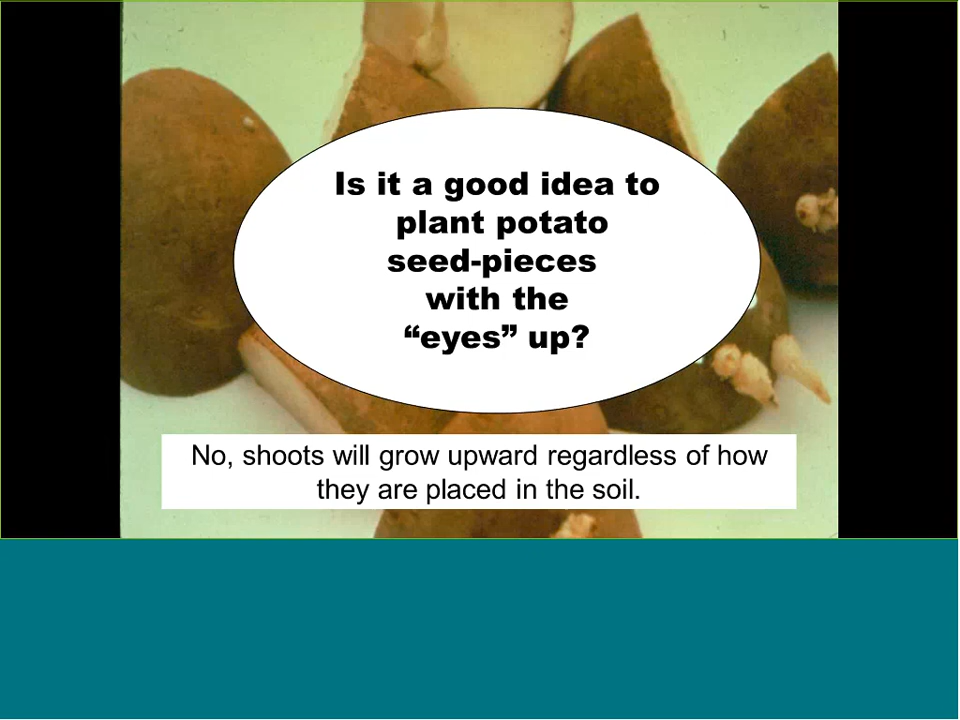 Is it a good idea to
plant potato
seed-pieces
with the
“eyes” up?
No, shoots will grow upward regardless of how
they are placed in the soil.